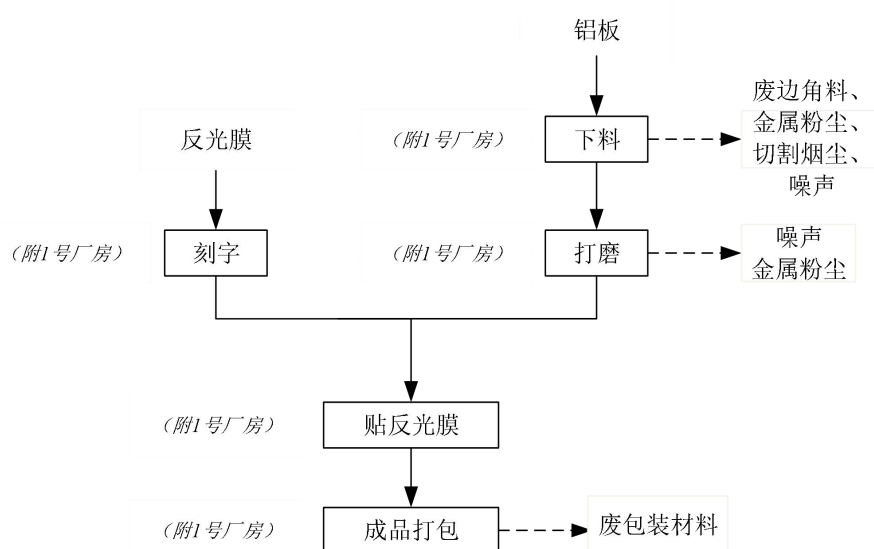 铝板
反光膜
（附1号厂房）
下料
废边角料、
金属粉尘、
切割烟尘、
噪声
（附1号厂房）
刻字
（附1号厂房）
打磨
噪声
金属粉尘
（附1号厂房）
贴反光膜
（附1号厂房）
成品打包
废包装材料